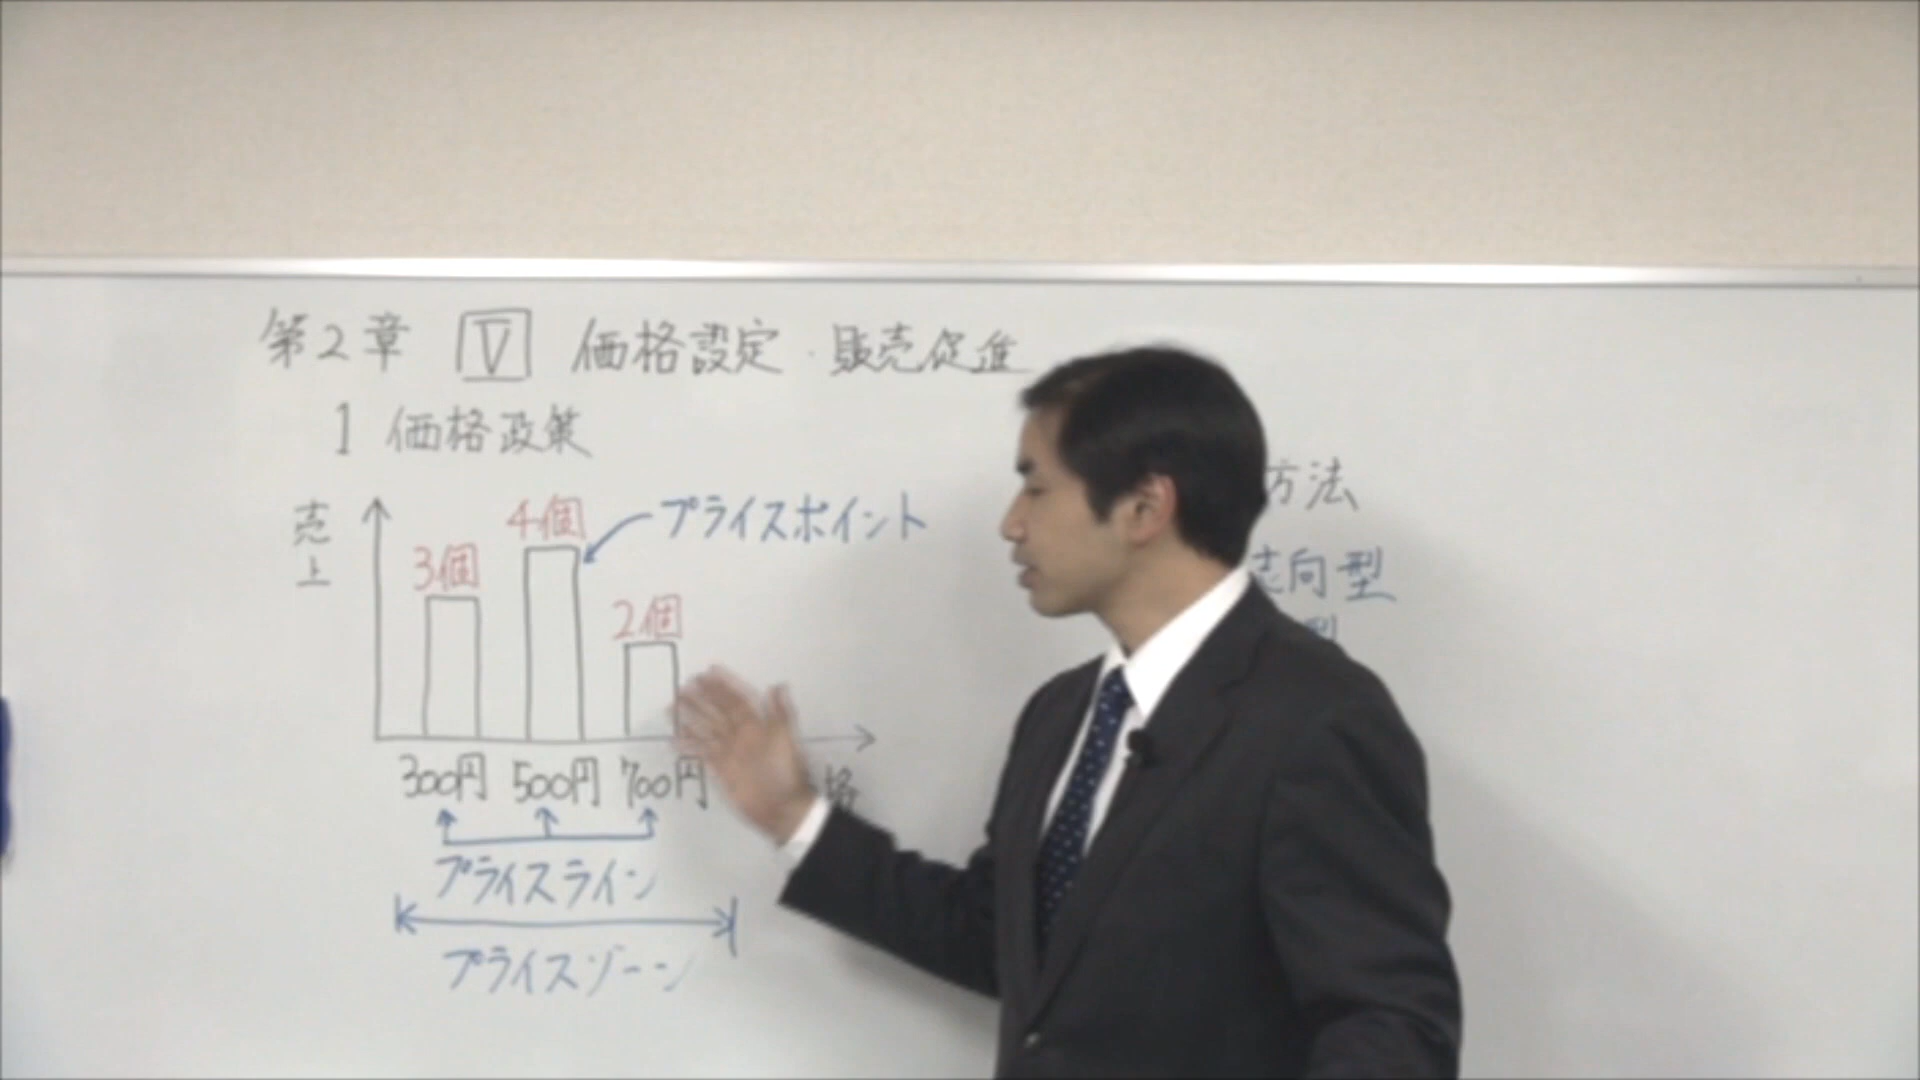 第2章 Ⅴ 価格設定・販売促進
1 価格政策
売上
プライスポイント
3個
4個
2個
300円 500円 700円
格
プライスライン
プライスゾーン
方法
志向型
型